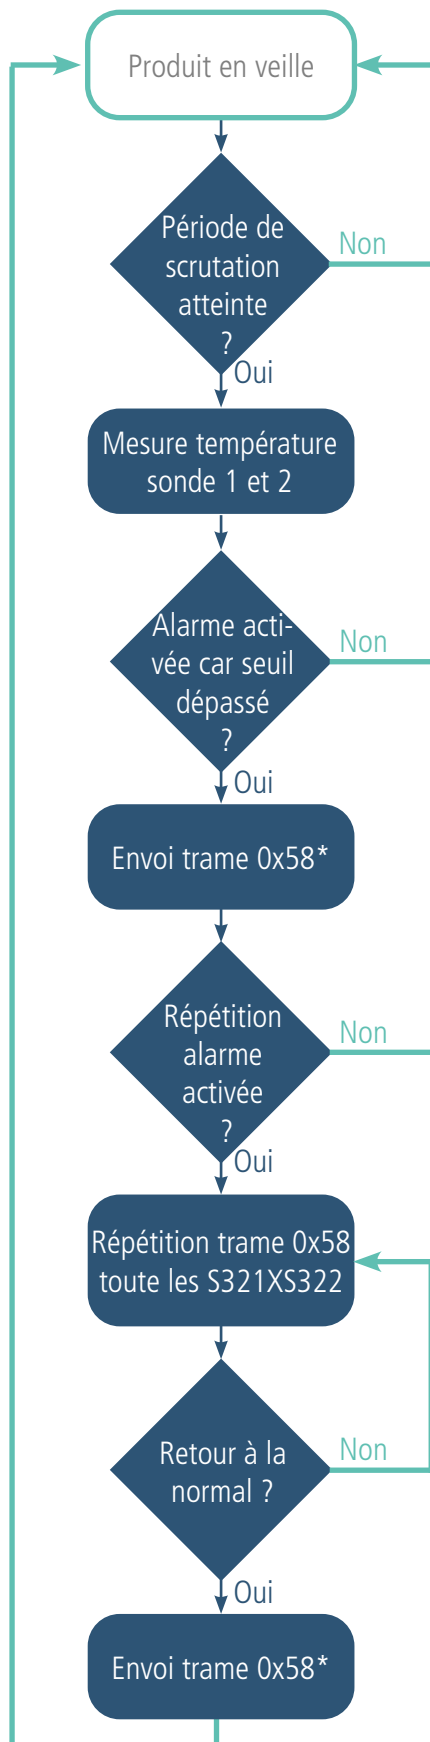 Produit en veille
Période de
scrutation
atteinte
?
Non
Oui
Mesure température
sonde 1 et 2
Alarme acti-
vée car seuil
dépassé
?
Non
Oui
Envoi trame 0x58*
Répétition
alarme
activée
?
Non
Oui
Répétition trame 0x58
toute les S321XS322
Retour à la
normal ?
Non
Oui
Envoi trame 0x58*